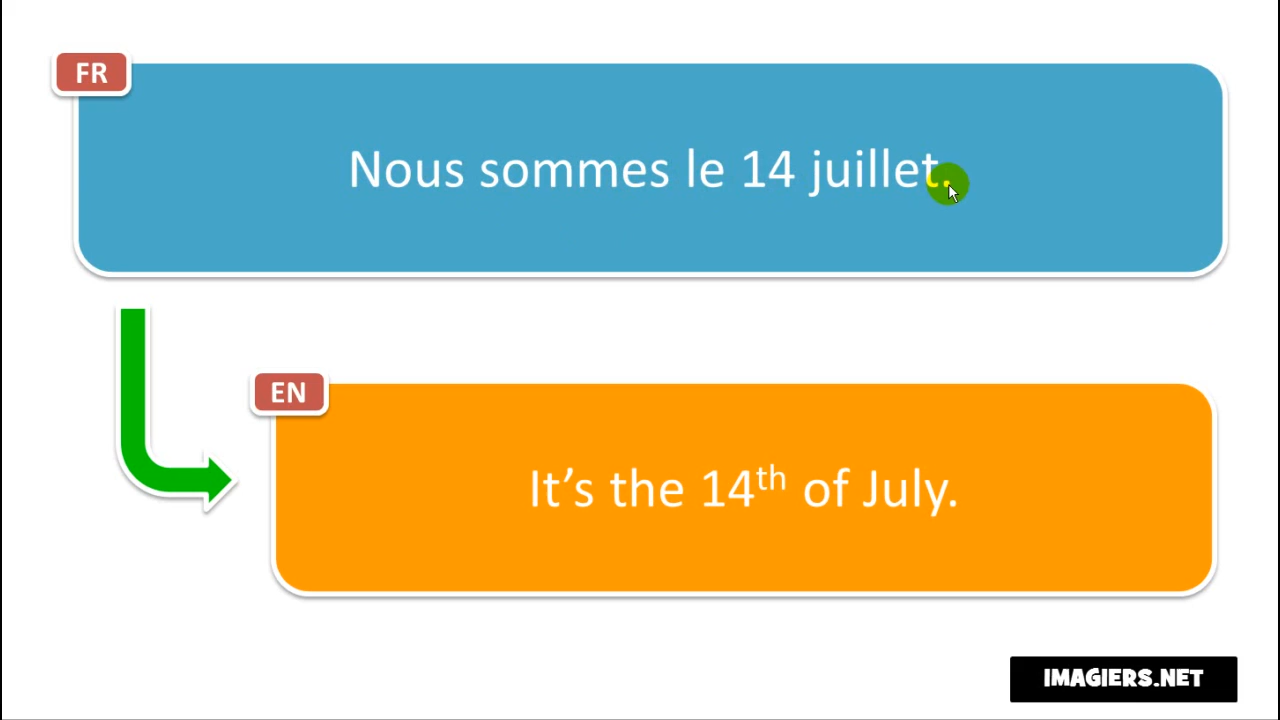 FR
Nous sommes le 14 juillet.
EN
It’s the 14th of July.
IMAGIERS.NET